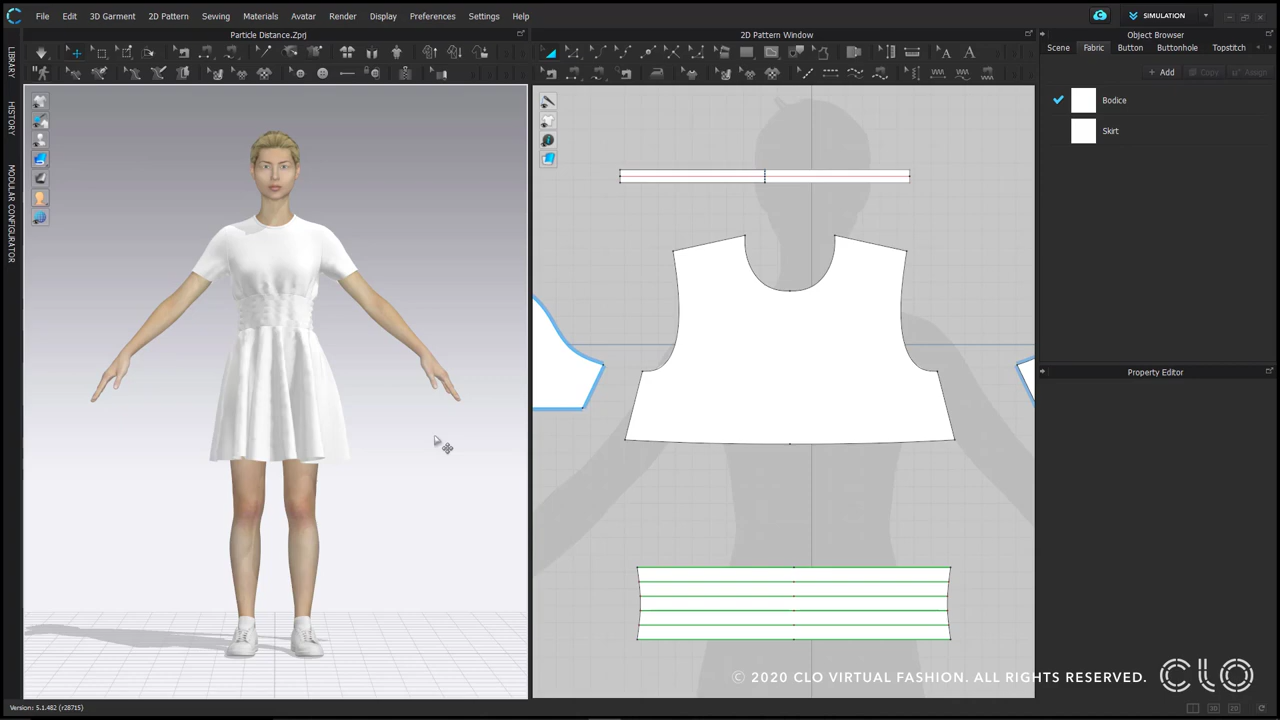 File Edit 3D Garment 2D Pattern Sewing Materials Avatar Render Display Preferences Settings Help
SIMULATION
Particle Distance.Zprj
2D Pattern Window
Object Browser
Scene Fabric Button Buttonhole Topstitch
+ Add Copy Assign
Bodice
Skirt
Property Editor
LIBRARY
HISTORY
MODULAR CONFIGURATOR
© 2020 CLO VIRTUAL FASHION. ALL RIGHTS RESERVED.
CLO
Version: 5.1.482 (r28715)
3D 2D